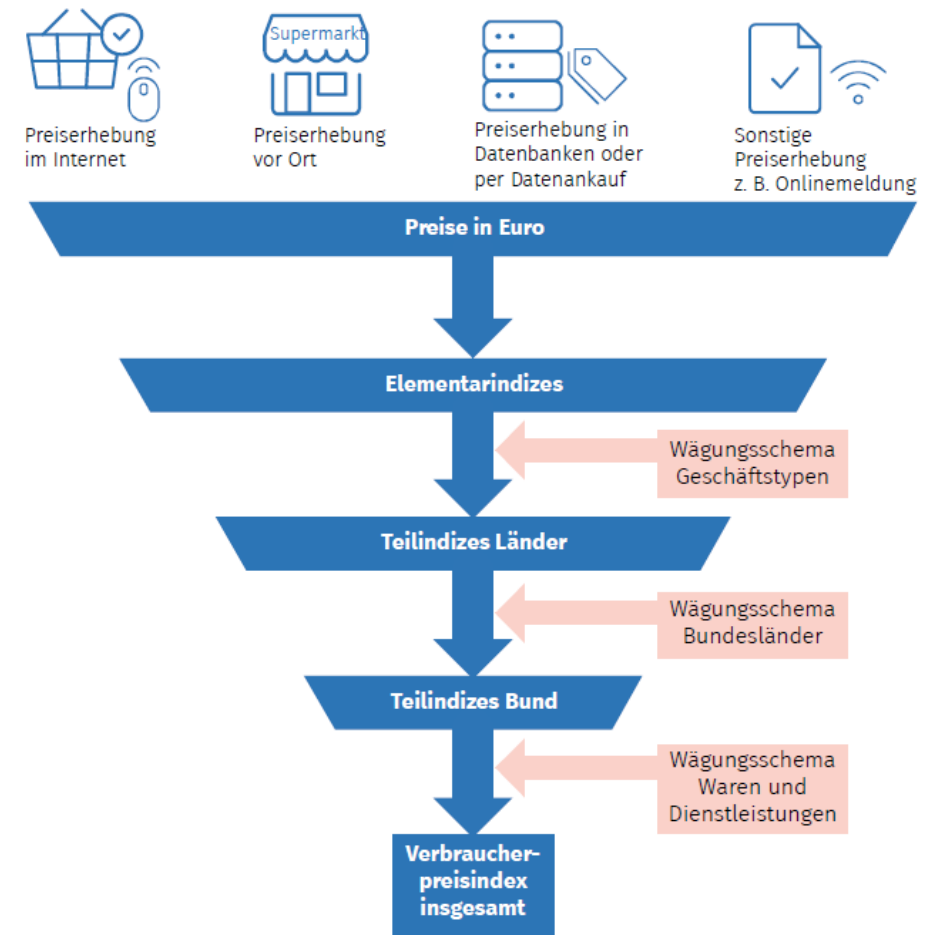 Supermarkt
Preiserhebung
im Internet
Preiserhebung
vor Ort
Preiserhebung in
Datenbanken oder
per Datenankauf
Sonstige
Preiserhebung
z. B. Onlinemeldung
Preise in Euro
Elementarindizes
Wägungsschema
Geschäftstypen
Teilindizes Länder
Wägungsschema
Bundesländer
Teilindizes Bund
Wägungsschema
Waren und
Dienstleistungen
Verbraucher-
preisindex
insgesamt